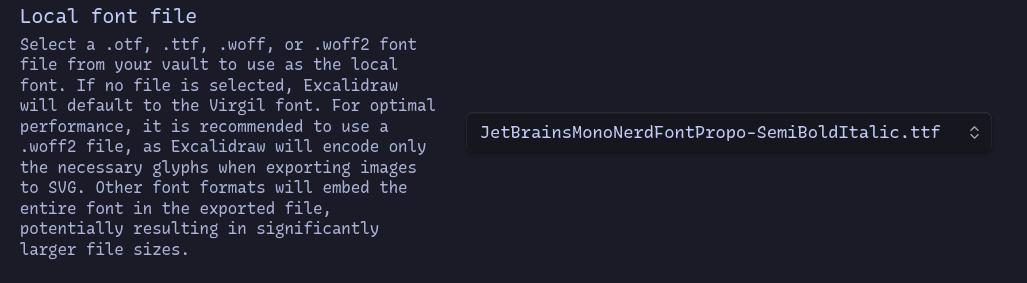 Local font file
Select a .otf, .ttf, .woff, or .woff2 font
file from your vault to use as the local
font. If no file is selected, Excalidraw
will default to the Virgil font. For optimal
performance, it is recommended to use a
.woff2 file, as Excalidraw will encode only
the necessary glyphs when exporting images
to SVG. Other font formats will embed the
entire font in the exported file,
potentially resulting in significantly
larger file sizes.
JetBrainsMonoNerdFontPropo-SemiBoldItalic.ttf